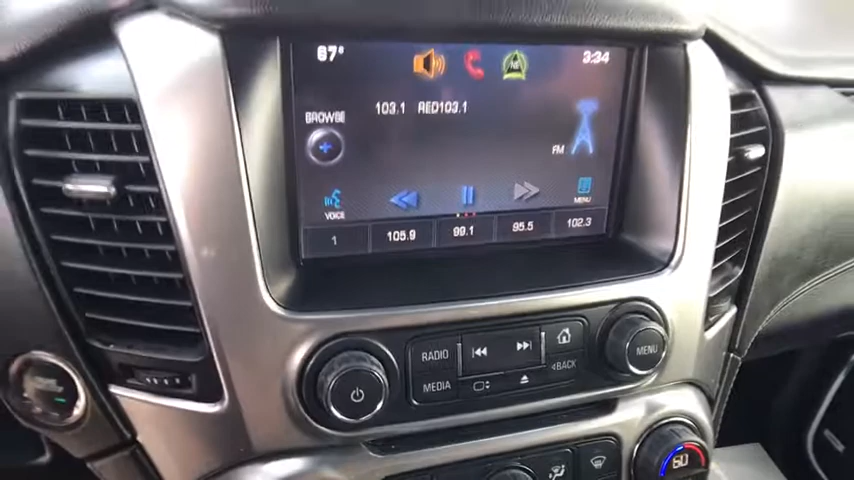 67°
3:34
103.1 RED103.1
BROWSE
FM
VOICE
MENU
1 105.9 99.1 95.5 102.3
RADIO
MEDIA
BACK
MENU
60